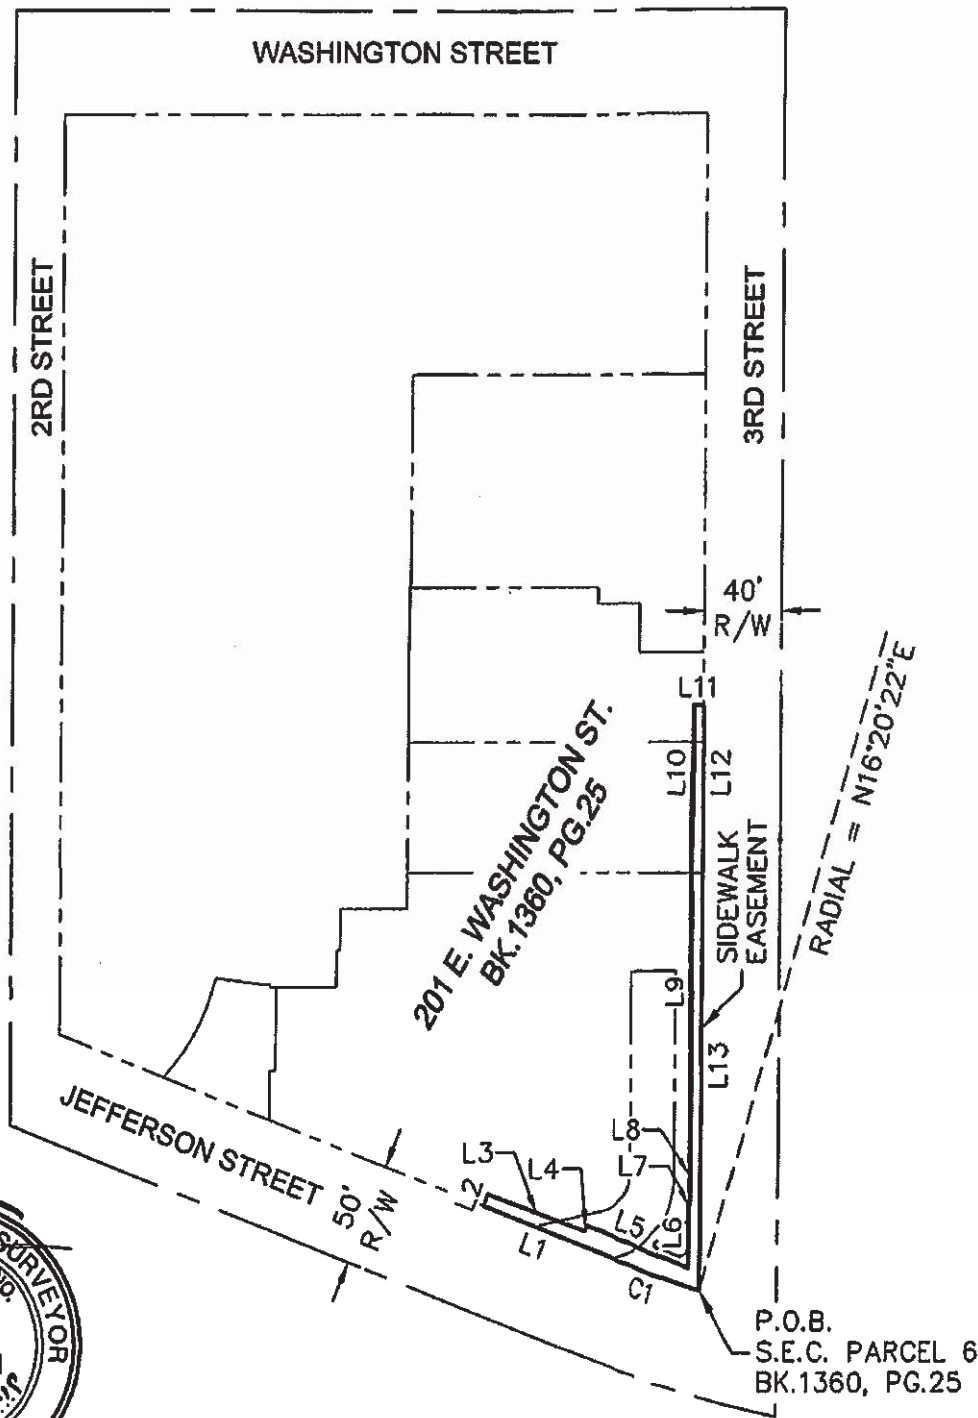 WASHINGTON STREET
2RD STREET
3RD STREET
40'
R/W
L11
L10
L12
201 E. WASHINGTON ST.
BK.1360, PG.25
SIDEWALK
EASEMENT
RADIAL = N16°20'22"E
L9
L13
JEFFERSON STREET
50'
R/W
L8
L7
L3
L4
L2
L5
L6
L1
C1
P.O.B.
S.E.C. PARCEL 6
BK.1360, PG.25
SURVEYOR
NO.